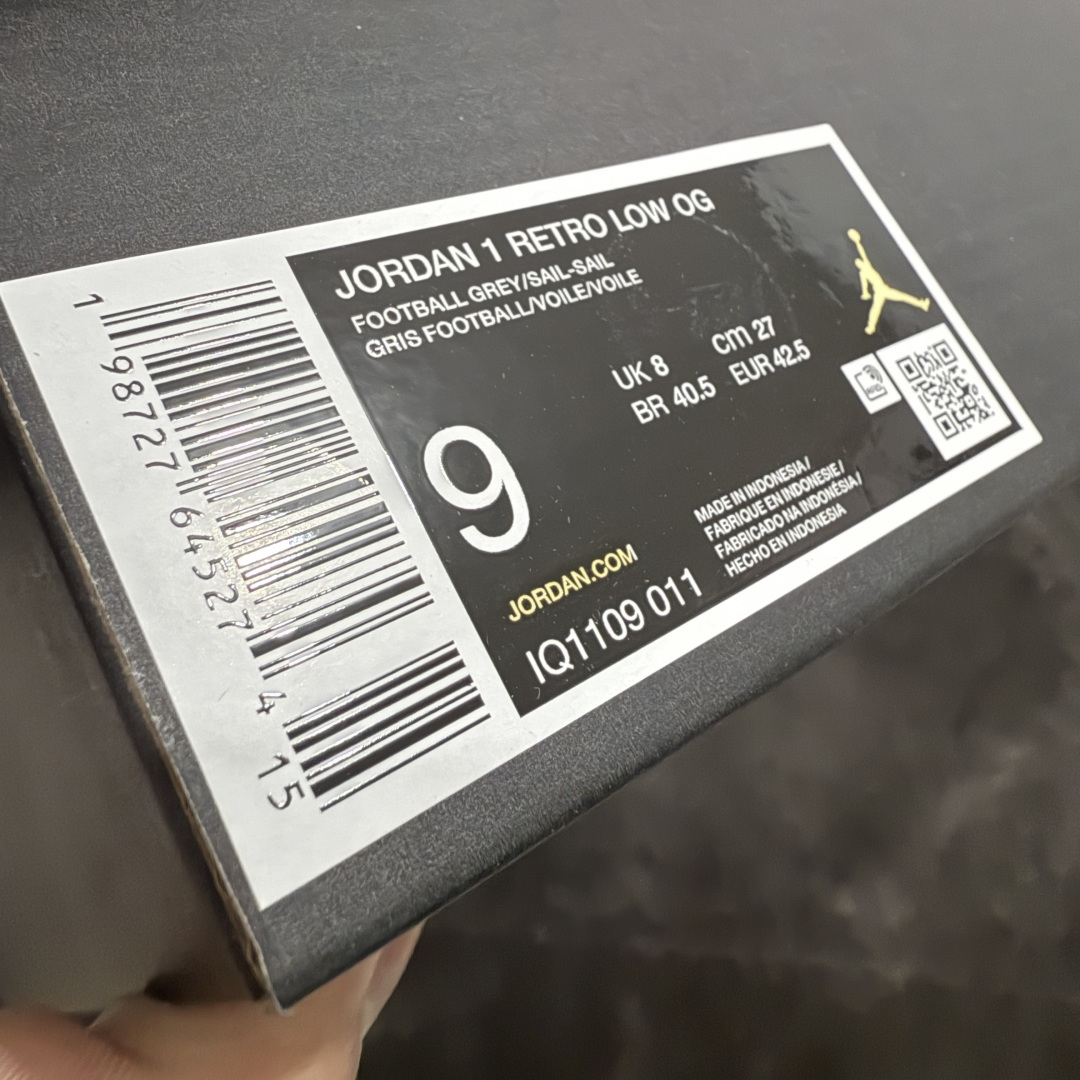 JORDAN 1 RETRO LOW OG
FOOTBALL GREY/SAIL-SAIL
GRIS FOOTBALL/VOILE/VOILE
UK 8 cm 27
BR 40.5 EUR 42.5
9
MADE IN INDONESIA/
FABRIQUE EN INDONESIE/
FABRICADO NA INDONÉSIA/
HECHO EN INDONESIA
JORDAN.COM
IQ1109 011
1 98727 64527 4 15